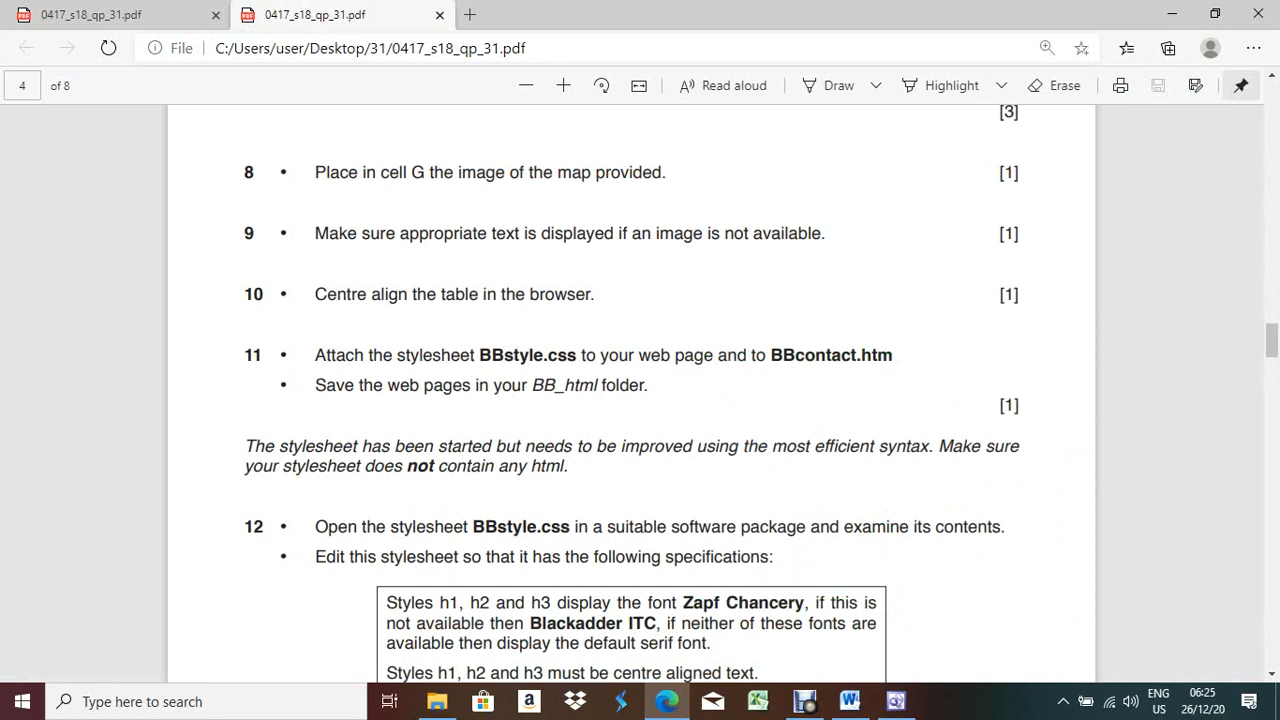 0417_s18_qp_31.pdf
0417_s18_qp_31.pdf
File
C:/Users/user/Desktop/31/0417_s18_qp_31.pdf
4 of 8
Read aloud
Draw
Highlight
Erase
[3]
8 • Place in cell G the image of the map provided. [1]
9 • Make sure appropriate text is displayed if an image is not available. [1]
10 • Centre align the table in the browser. [1]
11 • Attach the stylesheet BBstyle.css to your web page and to BBcontact.htm
• Save the web pages in your BB_html folder.
[1]
The stylesheet has been started but needs to be improved using the most efficient syntax. Make sure
your stylesheet does not contain any html.
12 • Open the stylesheet BBstyle.css in a suitable software package and examine its contents.
• Edit this stylesheet so that it has the following specifications:
Styles h1, h2 and h3 display the font Zapf Chancery, if this is
not available then Blackadder ITC, if neither of these fonts are
available then display the default serif font.
Styles h1, h2 and h3 must be centre aligned text.
Type here to search
ENG
US
06:25
26/12/20